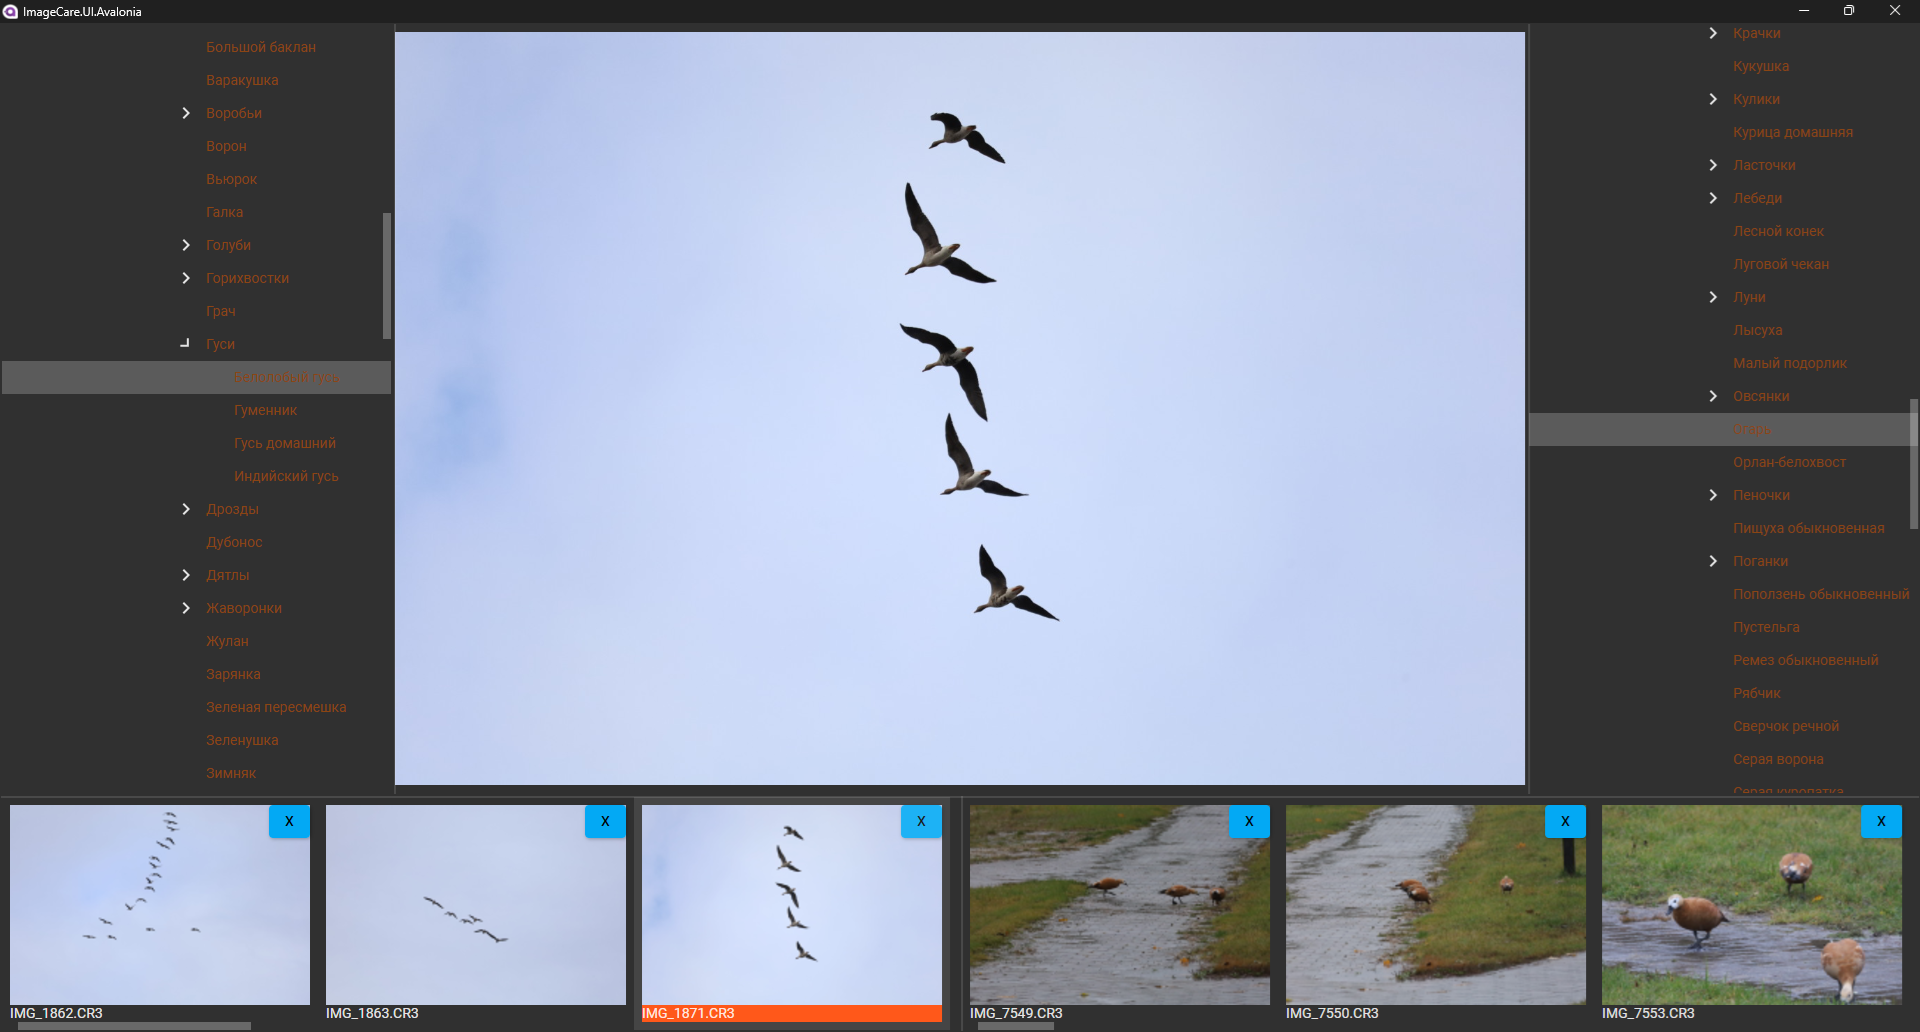 ImageCare.UI.Avalonia
Большой баклан
Варакушка
Воробьи
Ворон
Вьюрок
Галка
Голуби
Горихвостки
Грач
Гуси
Белолобый гусь
Гуменник
Гусь домашний
Индийский гусь
Дрозды
Дубонос
Дятлы
Жаворонки
Жулан
Зарянка
Зеленая пересмешка
Зеленушка
Зимняк
Крачки
Кукушка
Кулики
Курица домашняя
Ласточки
Лебеди
Лесной конек
Луговой чекан
Луни
Лысуха
Малый подорлик
Овсянки
Огарь
Орлан-белохвост
Пеночки
Пищуха обыкновенная
Поганки
Поползень обыкновенный
Пустельга
Ремез обыкновенный
Рябчик
Сверчок речной
Серая ворона
Серая куропатка
X
X
X
X
X
X
IMG_1862.CR3
IMG_1863.CR3
IMG_1871.CR3
IMG_7549.CR3
IMG_7550.CR3
IMG_7553.CR3